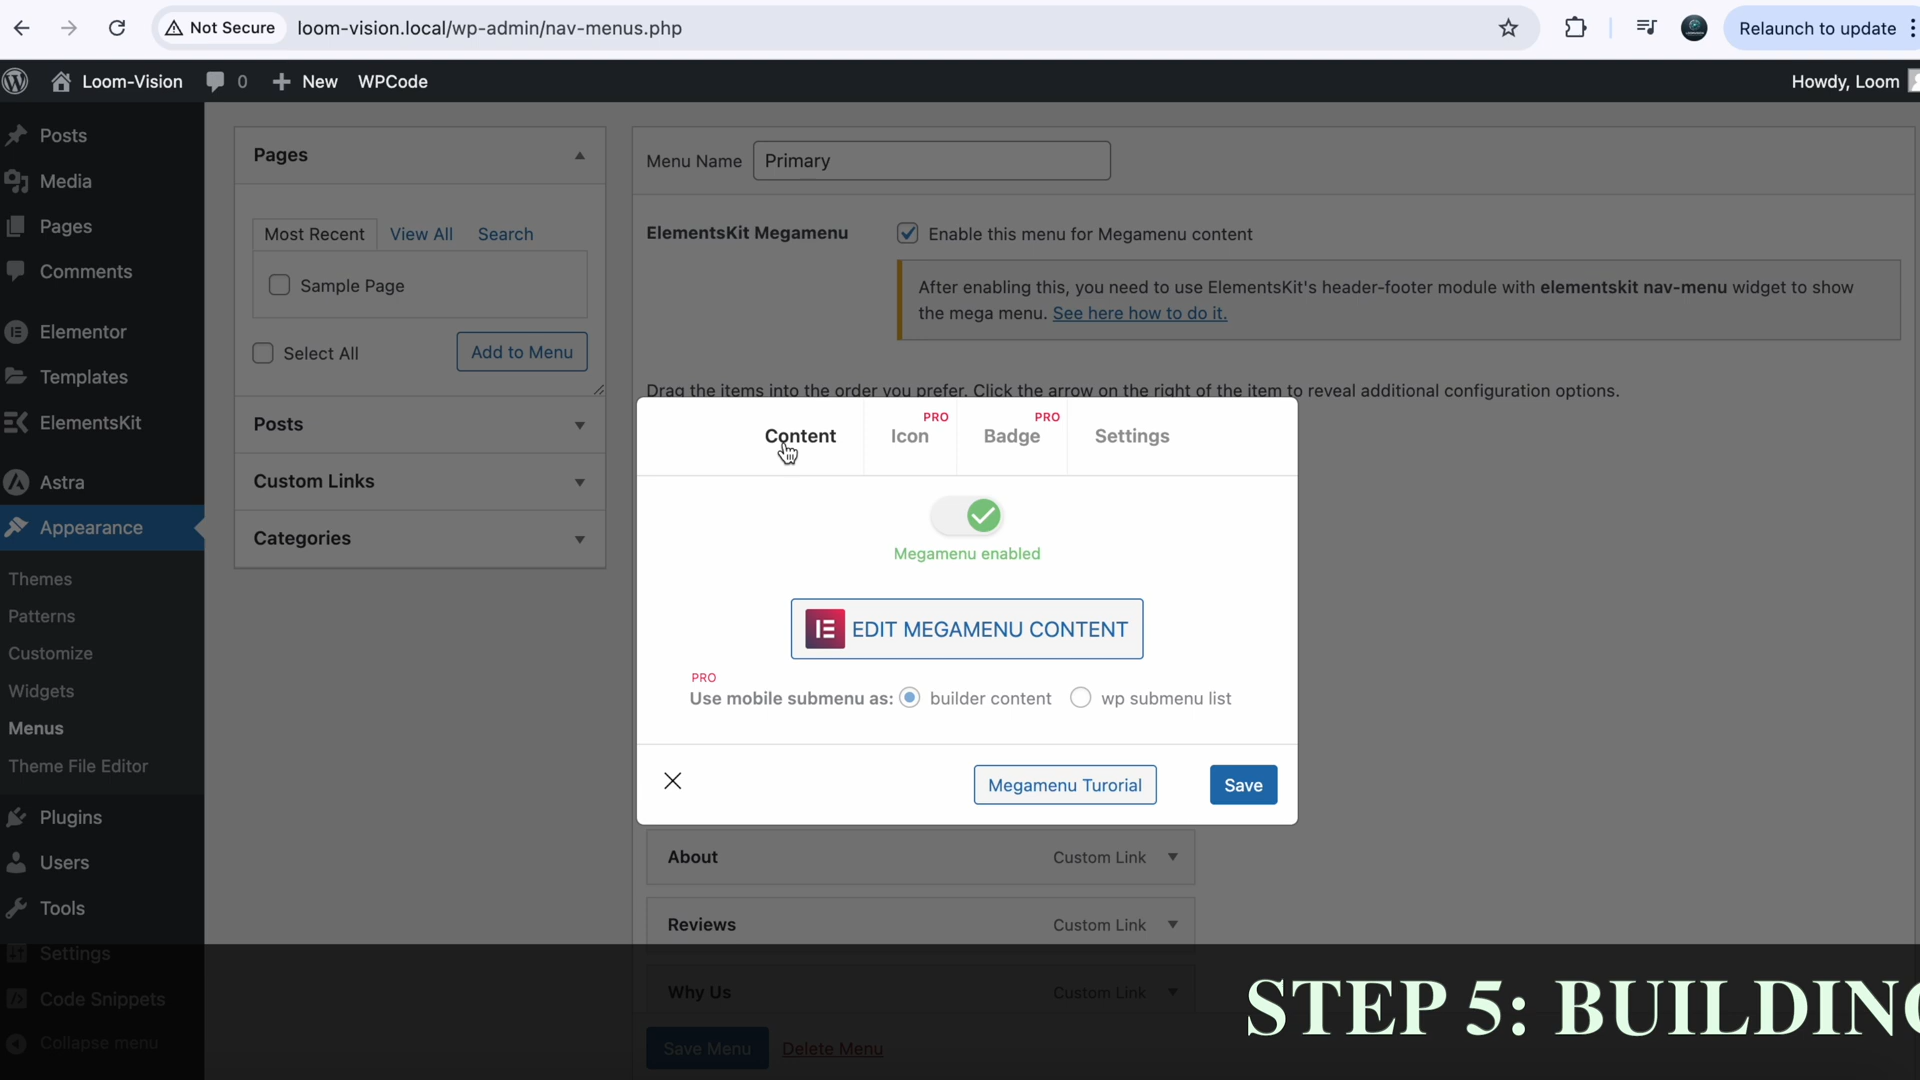 Not Secure
loom-vision.local/wp-admin/nav-menus.php
Relaunch to update
Loom-Vision
0
New
WPCode
Howdy, Loom
Posts
Media
Pages
Comments
Elementor
Templates
ElementsKit
Astra
Appearance
Themes
Patterns
Customize
Widgets
Menus
Theme File Editor
Plugins
Users
Tools
Settings
Code Snippets
Collapse menu
Pages
Most Recent
View All
Search
Sample Page
Select All
Add to Menu
Posts
Custom Links
Categories
Menu Name
Primary
ElementsKit Megamenu
Enable this menu for Megamenu content
After enabling this, you need to use ElementsKit's header-footer module with elementskit nav-menu widget to show
the mega menu. See here how to do it.
Drag the items into the order you prefer. Click the arrow on the right of the item to reveal additional configuration options.
Content
Icon
PRO
Badge
PRO
Settings
Megamenu enabled
EDIT MEGAMENU CONTENT
PRO
Use mobile submenu as:
builder content
wp submenu list
Megamenu Turorial
Save
About
Custom Link
Reviews
Custom Link
Why Us
Custom Link
Save Menu
Delete Menu
STEP 5: BUILDING